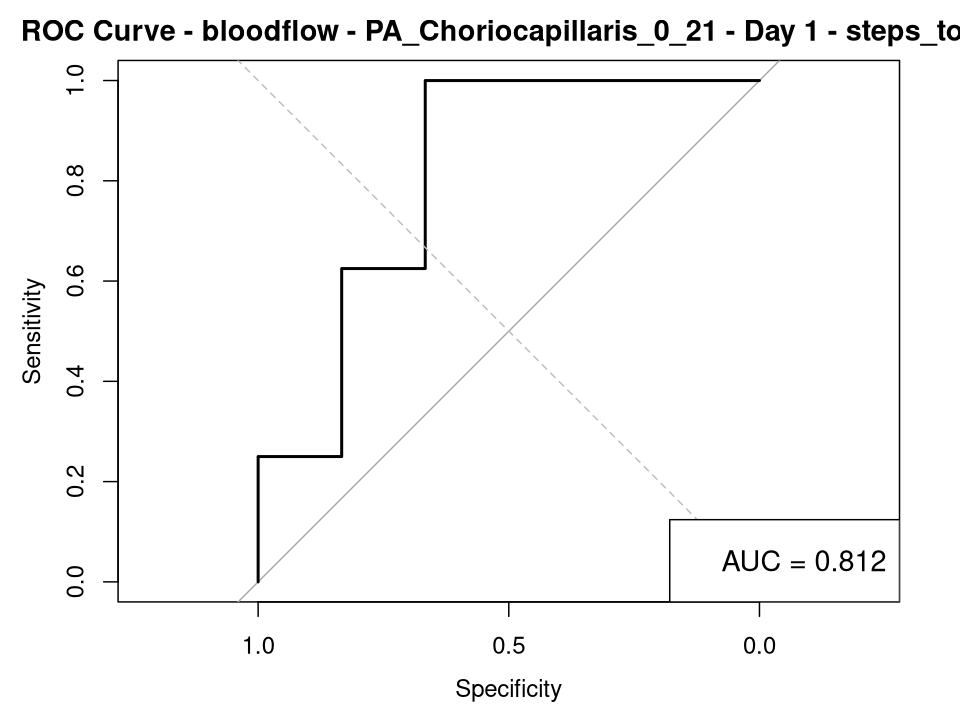 ROC Curve - bloodflow - PA_Choriocapillaris_0_21 - Day 1 - steps_to
1.0
0.8
0.6
0.4
0.2
0.0
Sensitivity
AUC = 0.812
1.0 0.5 0.0
Specificity